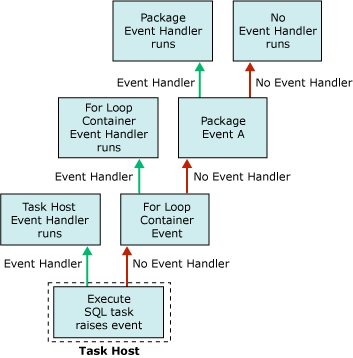 Package
Event Handler
runs
No
Event Handler
runs
Event Handler
No Event Handler
For Loop
Container
Event Handler
runs
Package
Event A
Event Handler
No Event Handler
Task Host
Event Handler
runs
For Loop
Container
Event
Event Handler
No Event Handler
Execute
SQL task
raises event
Task Host